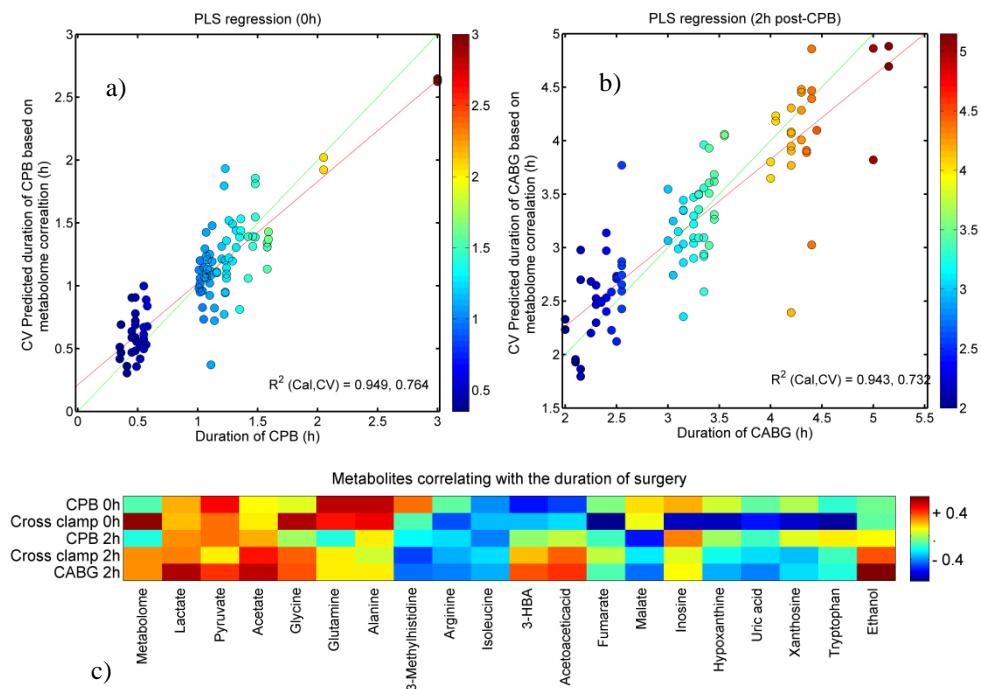 PLS regression (0h)
3
2.5
2
1.5
1
0.5
0
0
0.5
1
1.5
2
2.5
3
a)
R2 (Cal,CV) = 0.949, 0.764
Duration of CPB (h)
CV Predicted duration of CPB based on
metabolome correaltion (h)
3
2.5
2
1.5
1
0.5
PLS regression (2h post-CPB)
5
4.5
4
3.5
3
2.5
2
1.5
2
2.5
3
3.5
4
4.5
5
5.5
b)
R2 (Cal,CV) = 0.943, 0.732
Duration of CABG (h)
CV Predicted duration of CABG based on
metabolome correalation (h)
5
4.5
4
3.5
3
2.5
2
Metabolites correlating with the duration of surgery
CPB 0h
Cross clamp 0h
CPB 2h
Cross clamp 2h
CABG 2h
+ 0.4
- 0.4
Metabolome
Lactate
Pyruvate
Acetate
Glycine
Glutamine
Alanine
3-Methylhistidine
Arginine
Isoleucine
3-HBA
Acetoaceticacid
Fumarate
Malate
Inosine
Hypoxanthine
Uric acid
Xanthosine
Tryptophan
Ethanol
c)